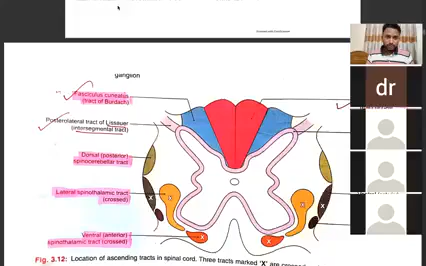 ganglion
Fasciculus cuneatus
(tract of Burdach)
Posterolateral tract of Lissauer
(intersegmental tract)
Dorsal (posterior)
spinocerebellar tract
Lateral spinothalamic tract
(crossed)
Ventral (anterior)
spinothalamic tract (crossed)
X
X
X
X
X
X
dr
Fig. 3.12: Location of ascending tracts in spinal cord. Three tracts marked 'X' are